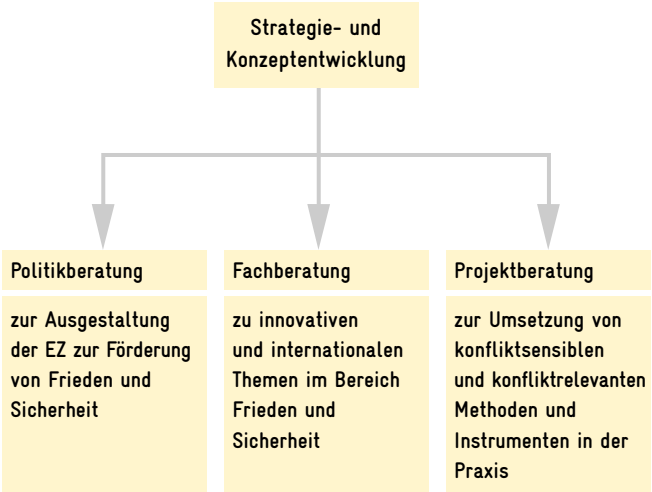 Strategie- und
Konzeptentwicklung
Politikberatung
zur Ausgestaltung
der EZ zur Förderung
von Frieden und
Sicherheit
Fachberatung
zu innovativen
und internationalen
Themen im Bereich
Frieden und
Sicherheit
Projektberatung
zur Umsetzung von
konfliktsensiblen
und konfliktrelevanten
Methoden und
Instrumenten in der
Praxis